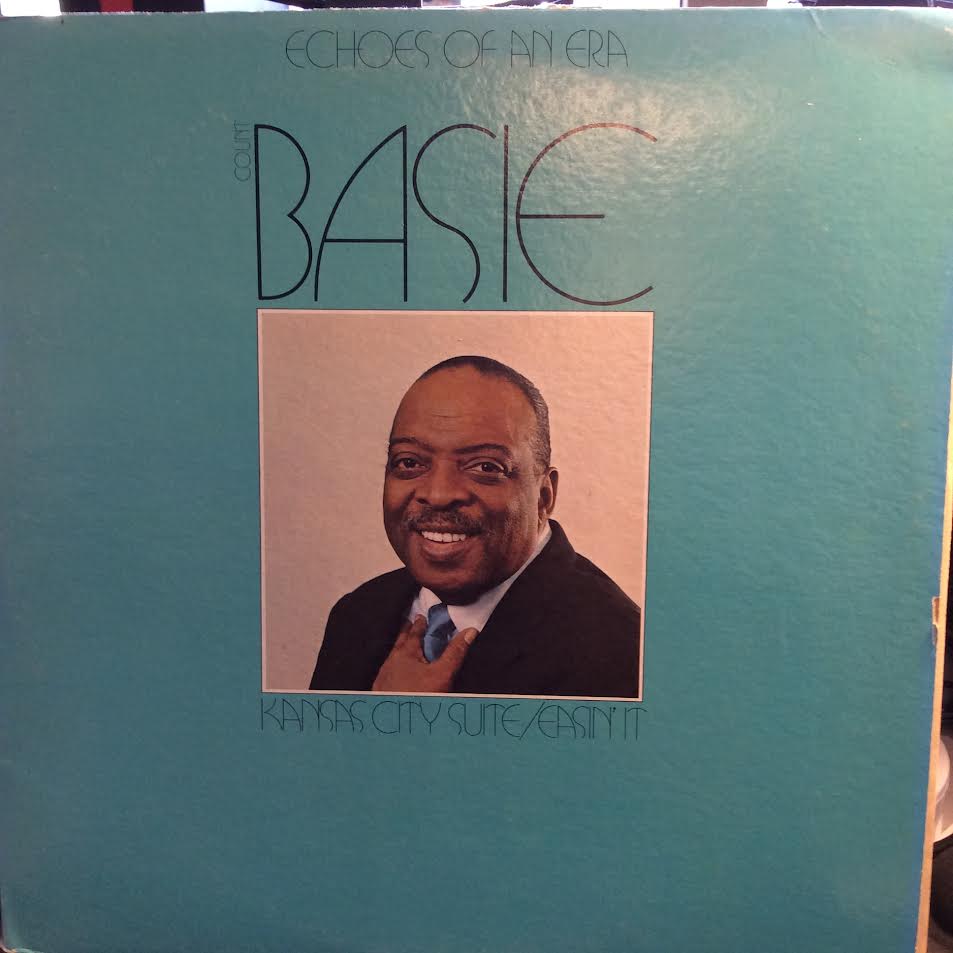 ECHOES OF AN ERA
COUNT
BASIE
KANSAS CITY SUITE/EASIN' IT